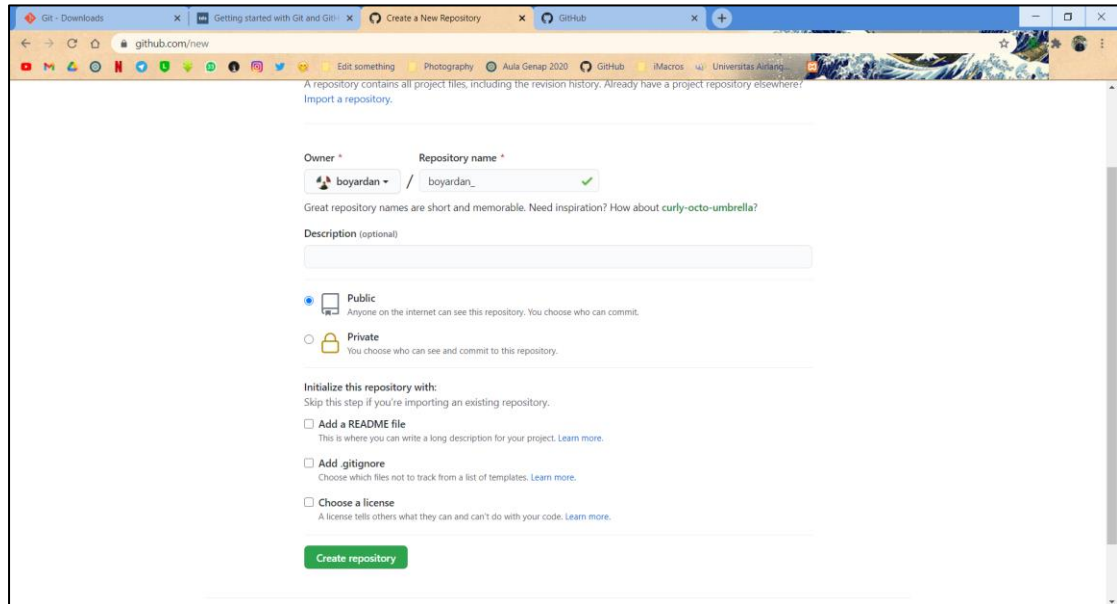 Git - Downloads
Getting started with Git and GitH
Create a New Repository
GitHub
github.com/new
Edit something
Photography
Aula Genap 2020
GitHub
iMacros
Universitas Airlang...
A repository contains all project files, including the revision history. Already have a project repository elsewhere?
Import a repository.
Owner *
Repository name *
boyardan
/
boyardan_
Great repository names are short and memorable. Need inspiration? How about curly-octo-umbrella?
Description (optional)
Public
Anyone on the internet can see this repository. You choose who can commit.
Private
You choose who can see and commit to this repository.
Initialize this repository with:
Skip this step if you're importing an existing repository.
Add a README file
This is where you can write a long description for your project. Learn more.
Add .gitignore
Choose which files not to track from a list of templates. Learn more.
Choose a license
A license tells others what they can and can't do with your code. Learn more.
Create repository